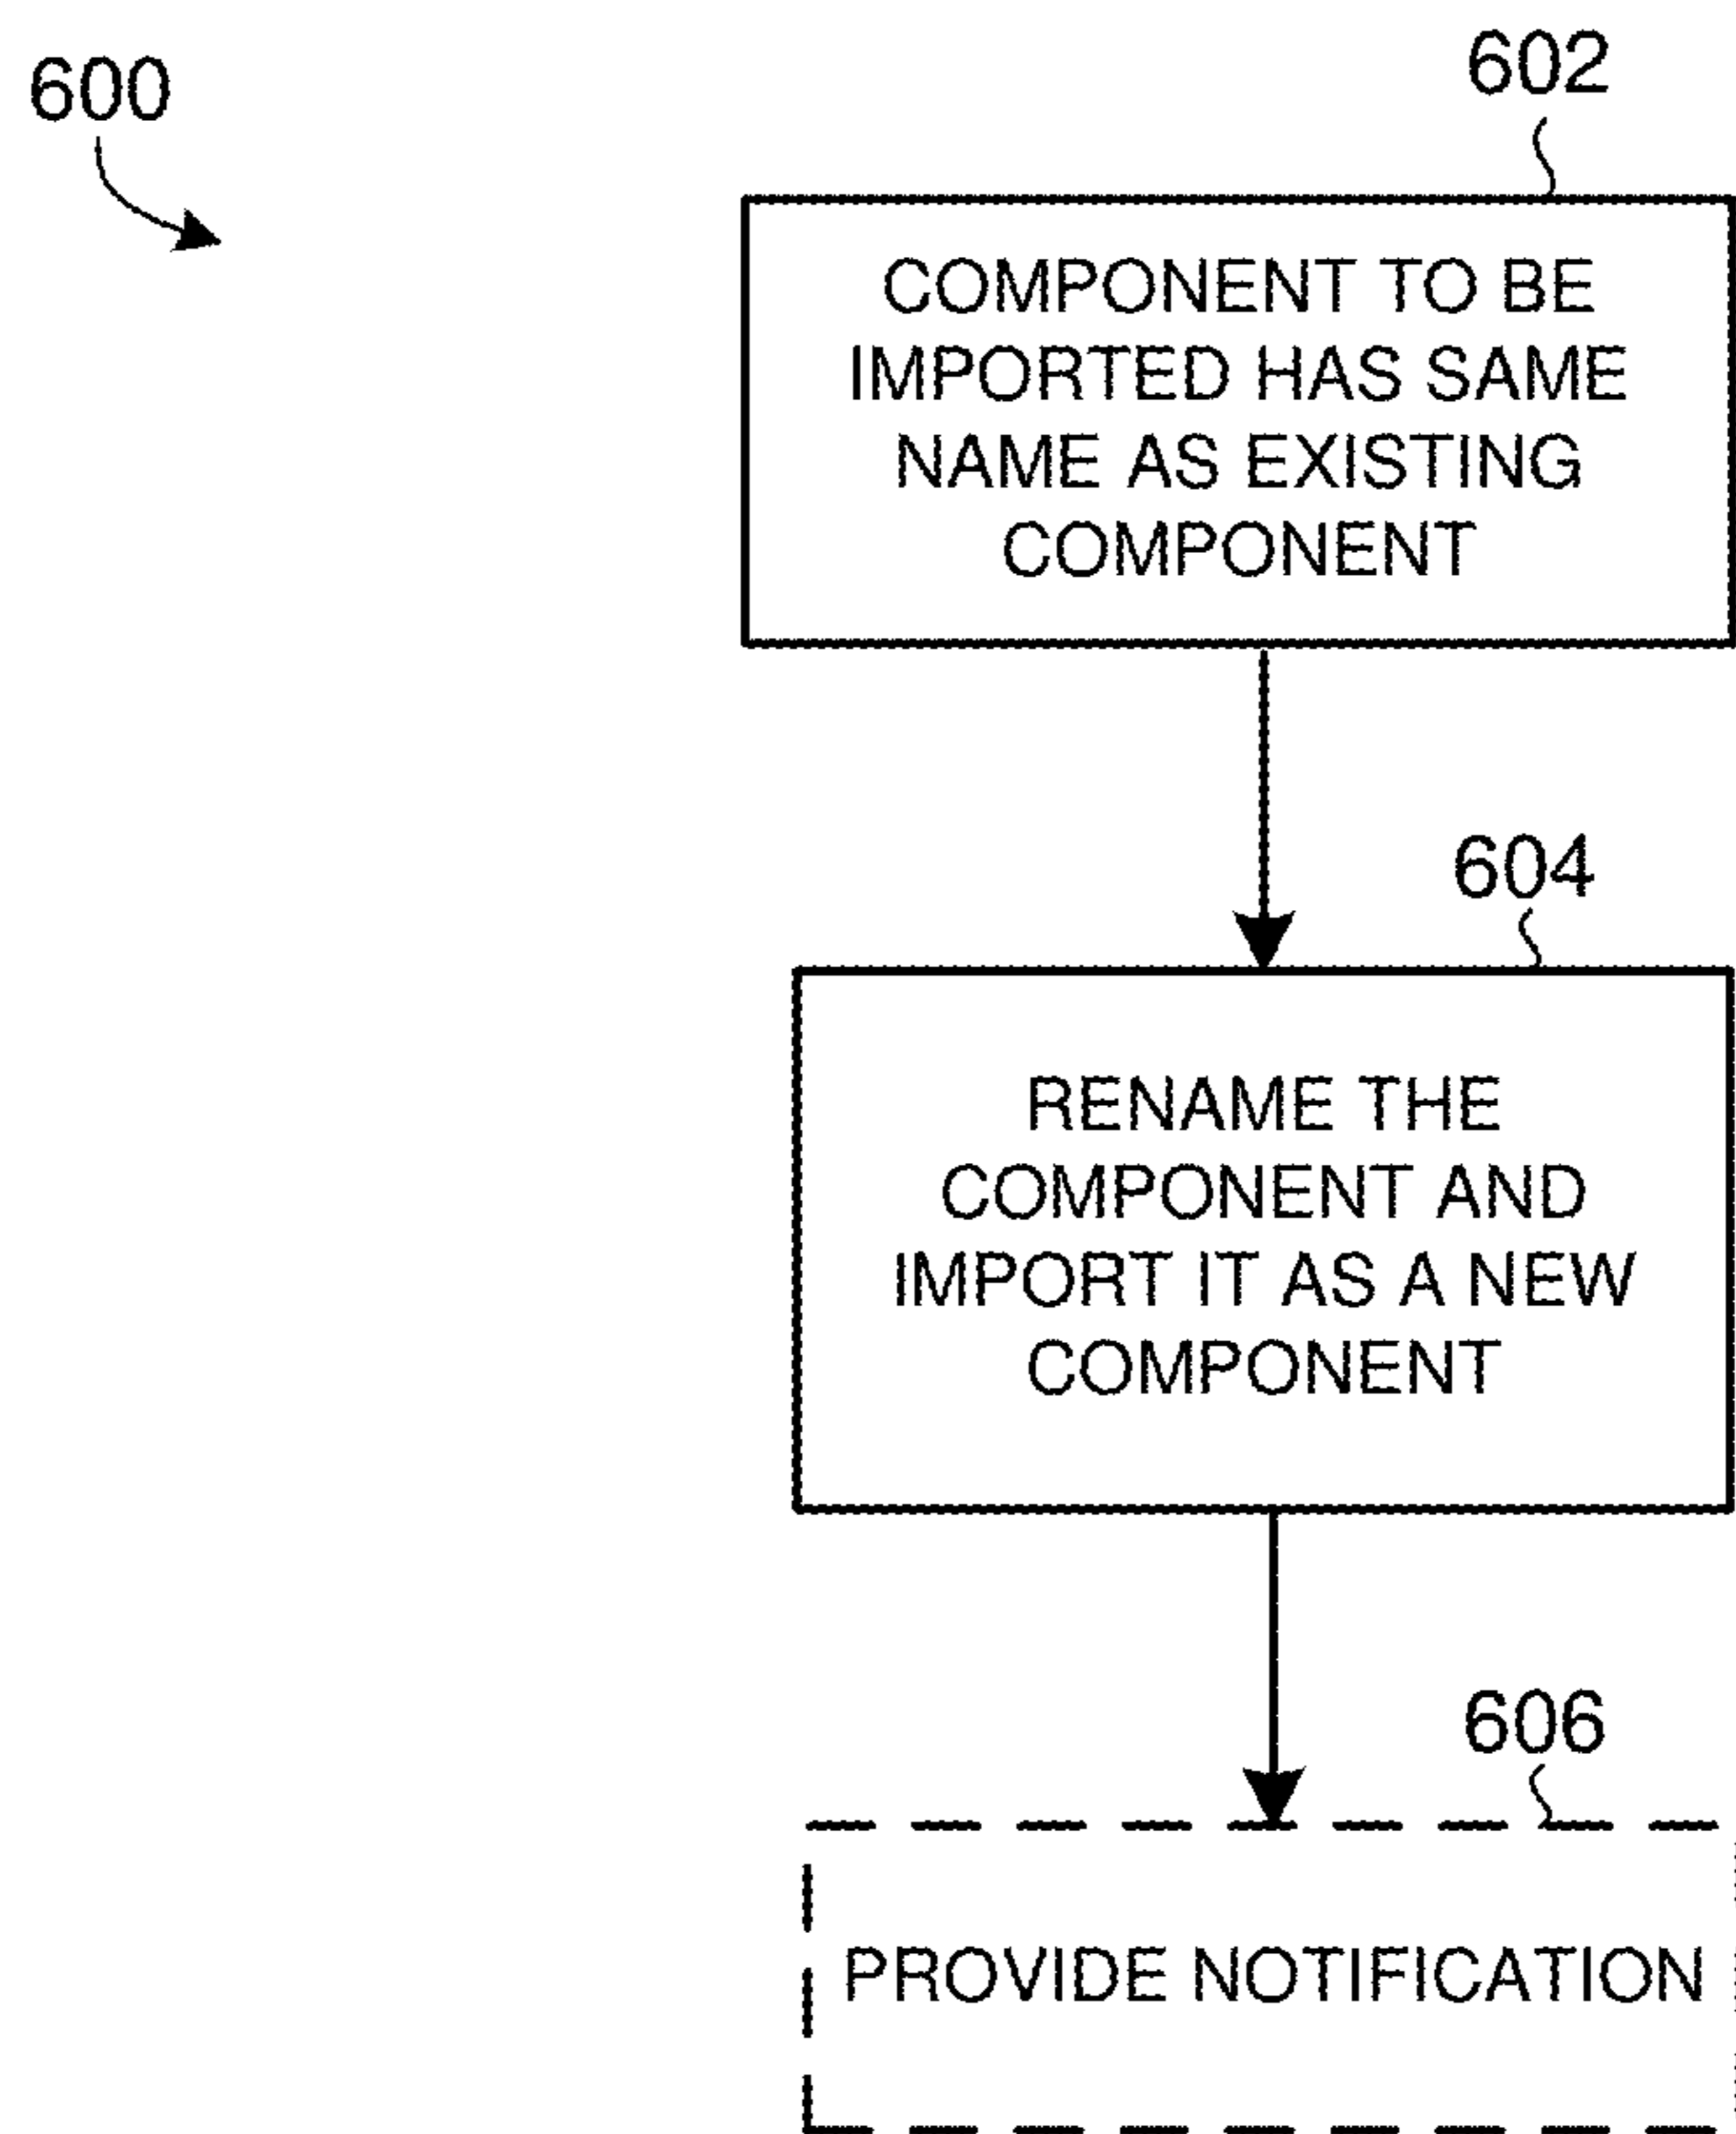 600
602
COMPONENT TO BE
IMPORTED HAS SAME
NAME AS EXISTING
COMPONENT
604
RENAME THE
COMPONENT AND
IMPORT IT AS A NEW
COMPONENT
606
PROVIDE NOTIFICATION